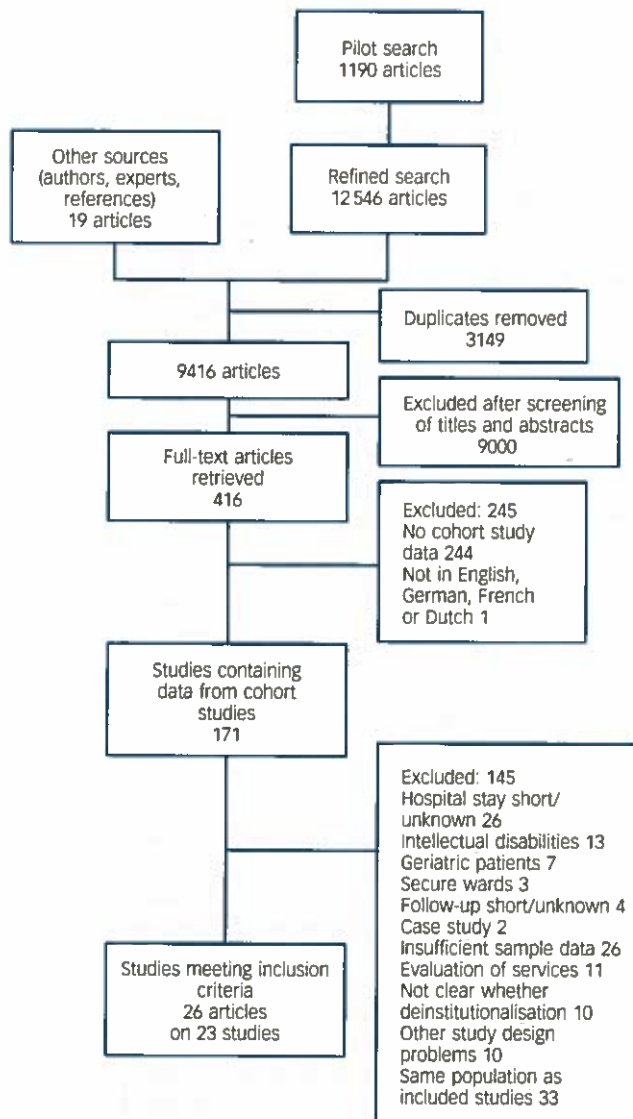 Pilot search
1190 articles
Other sources
(authors, experts,
references)
19 articles
Refined search
12 546 articles
Duplicates removed
3149
9416 articles
Excluded after screening
of titles and abstracts
9000
Full-text articles
retrieved
416
Excluded: 245
No cohort study
data 244
Not in English,
German, French
or Dutch 1
Studies containing
data from cohort
studies
171
Excluded: 145
Hospital stay short/
unknown 26
Intellectual disabilities 13
Geriatric patients 7
Secure wards 3
Follow-up short/unknown 4
Case study 2
Insufficient sample data 26
Evaluation of services 11
Not clear whether
deinstitutionalisation 10
Other study design
problems 10
Same population as
included studies 33
Studies meeting inclusion
criteria
26 articles
on 23 studies